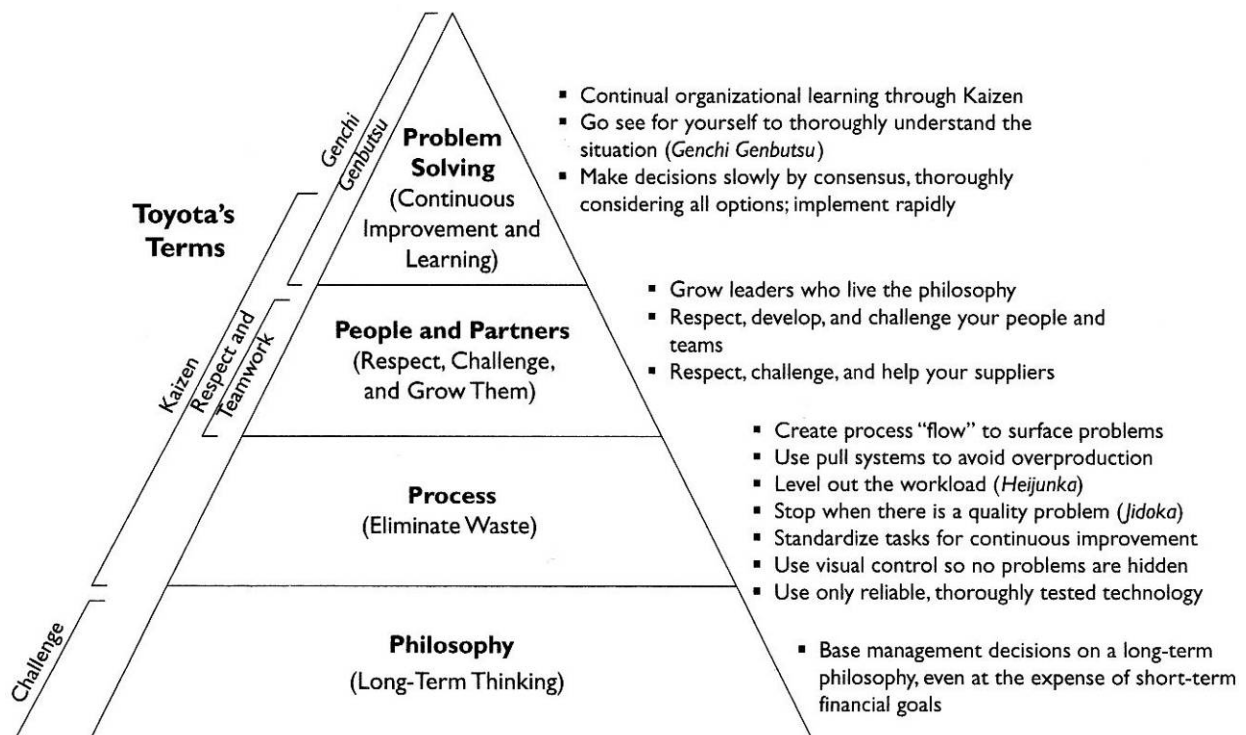 Toyota's
Terms
Genchi
Genbutsu
Kaizen
Respect and
Teamwork
Challenge
Problem
Solving
(Continuous
Improvement and
Learning)
▪ Continual organizational learning through Kaizen
▪ Go see for yourself to thoroughly understand the
situation (Genchi Genbutsu)
▪ Make decisions slowly by consensus, thoroughly
considering all options; implement rapidly
People and Partners
(Respect, Challenge,
and Grow Them)
▪ Grow leaders who live the philosophy
▪ Respect, develop, and challenge your people and
teams
▪ Respect, challenge, and help your suppliers
Process
(Eliminate Waste)
▪ Create process “flow” to surface problems
▪ Use pull systems to avoid overproduction
▪ Level out the workload (Heijunka)
▪ Stop when there is a quality problem (Jidoka)
▪ Standardize tasks for continuous improvement
▪ Use visual control so no problems are hidden
▪ Use only reliable, thoroughly tested technology
Philosophy
(Long-Term Thinking)
▪ Base management decisions on a long-term
philosophy, even at the expense of short-term
financial goals